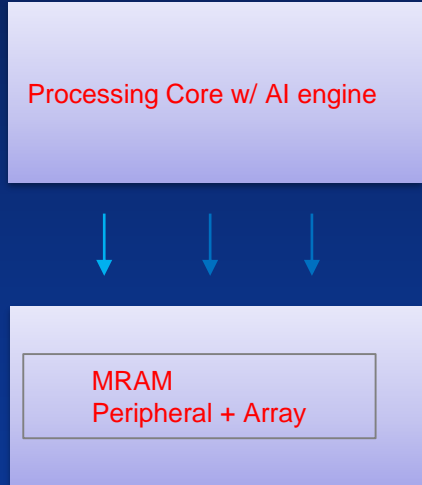 Processing Core w/ AI engine
MRAM
Peripheral + Array